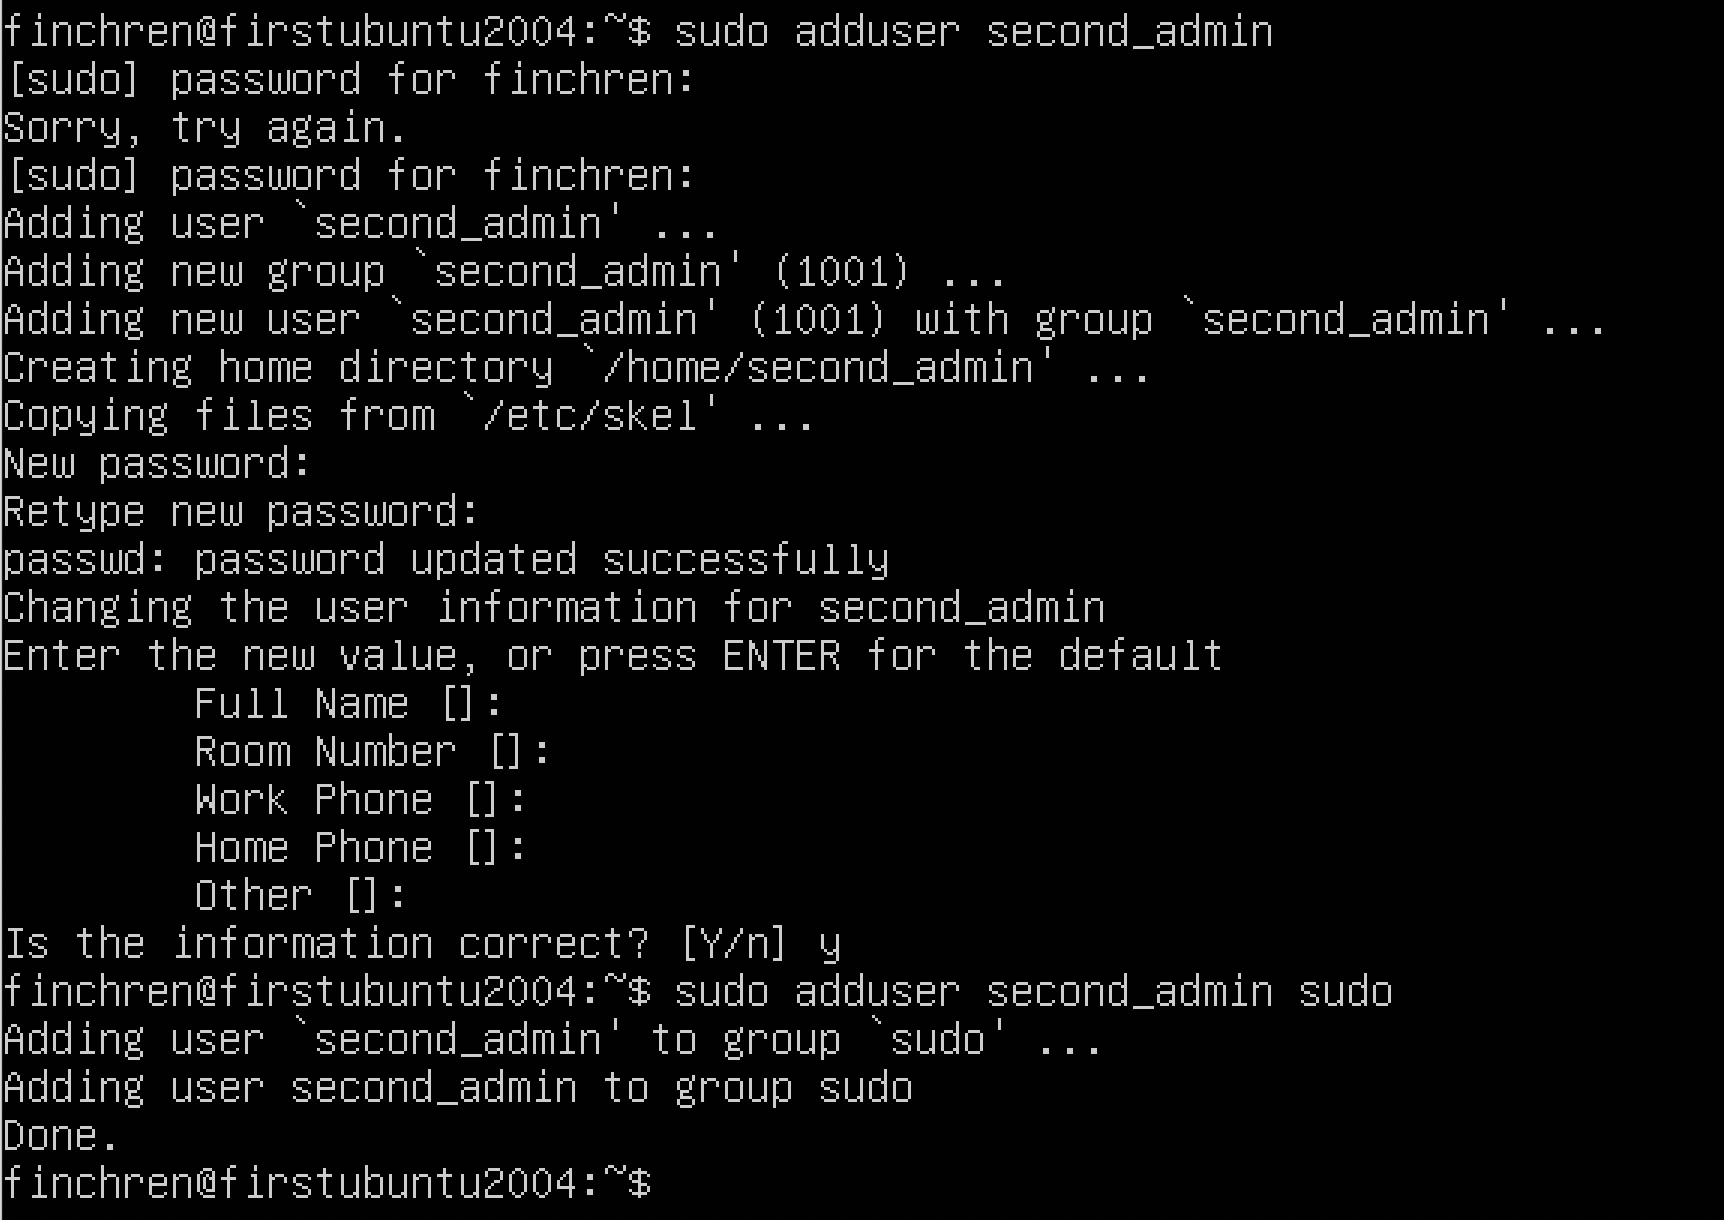 finchren@firstubuntu2004:~$ sudo adduser second_admin
[sudo] password for finchren:
Sorry, try again.
[sudo] password for finchren:
Adding user `second_admin' ...
Adding new group `second_admin' (1001) ...
Adding new user `second_admin' (1001) with group `second_admin' ...
Creating home directory `/home/second_admin' ...
Copying files from `/etc/skel' ...
New password:
Retype new password:
passwd: password updated successfully
Changing the user information for second_admin
Enter the new value, or press ENTER for the default
        Full Name []:
        Room Number []:
        Work Phone []:
        Home Phone []:
        Other []:
Is the information correct? [Y/n] y
finchren@firstubuntu2004:~$ sudo adduser second_admin sudo
Adding user `second_admin' to group `sudo' ...
Adding user second_admin to group sudo
Done.
finchren@firstubuntu2004:~$